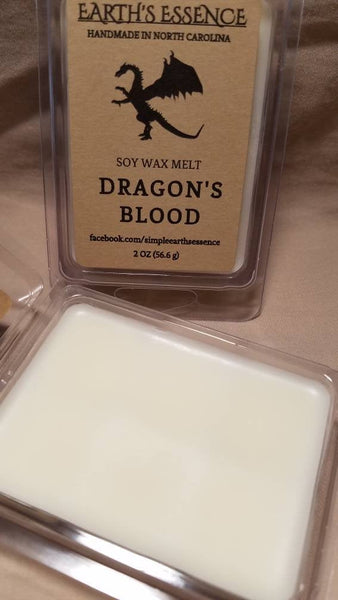 EARTH'S ESSENCE
HANDMADE IN NORTH CAROLINA
SOY WAX MELT
DRAGON'S
BLOOD
facebook.com/simpleearthsessence
2 OZ (56.6 g)